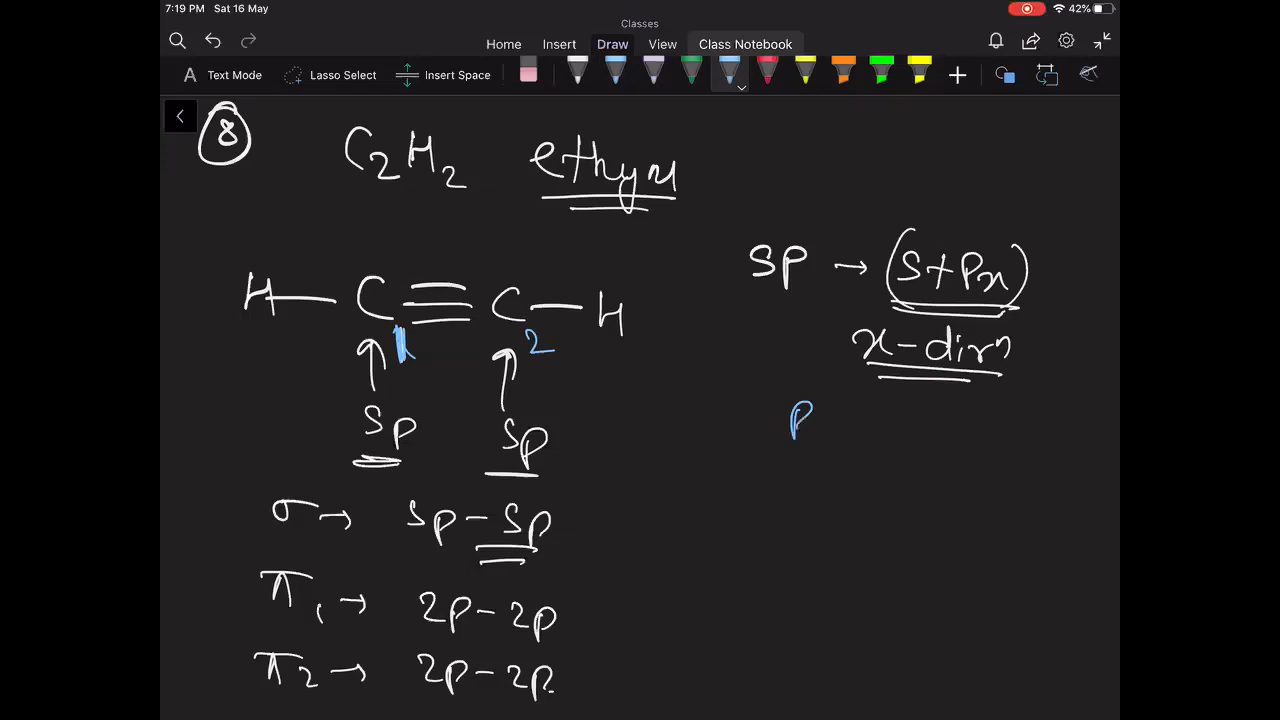 7:19 PM Sat 16 May
42%
Classes
Home Insert Draw View Class Notebook
Text Mode Lasso Select Insert Space
8 C2H2 ethyn
H—C≡C—H
1 2
sp → (s+Px)
x-dirn
P
sp sp
σ → sp – sp
π1 → 2p – 2p
π2 → 2p – 2p